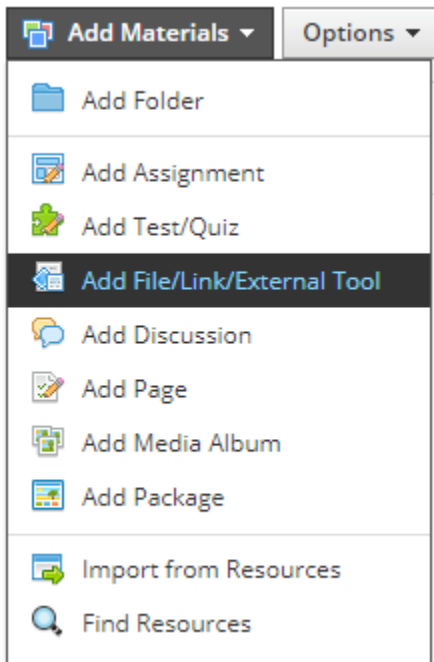 Add Materials Options
Add Folder
Add Assignment
Add Test/Quiz
Add File/Link/External Tool
Add Discussion
Add Page
Add Media Album
Add Package
Import from Resources
Find Resources